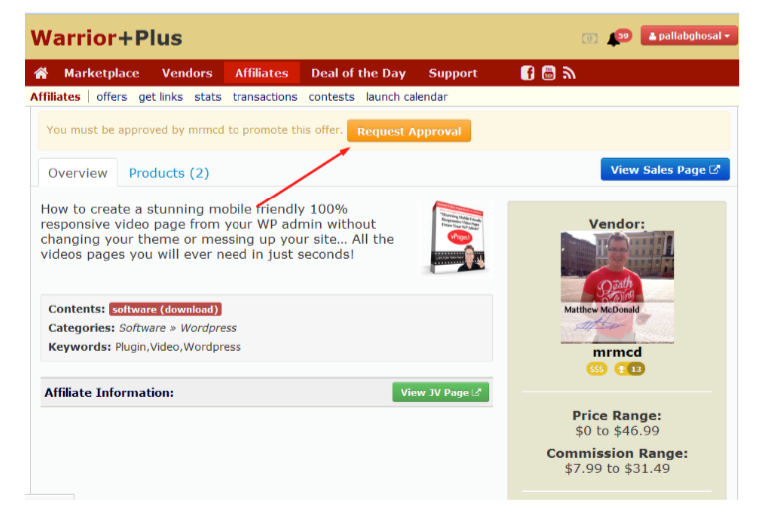 Warrior+Plus
39
pallabghosal
Marketplace Vendors Affiliates Deal of the Day Support
Affiliates offers get links stats transactions contests launch calendar
You must be approved by mrmcd to promote this offer. Request Approval
Overview Products (2)
View Sales Page
How to create a stunning mobile friendly 100%
responsive video page from your WP admin without
changing your theme or messing up your site... All the
videos pages you will ever need in just seconds!
Contents: software (download)
Categories: Software » Wordpress
Keywords: Plugin,Video,Wordpress
Affiliate Information:
View JV Page
Vendor:
Matthew McDonald
mrmcd
$$$ 13
Price Range:
$0 to $46.99
Commission Range:
$7.99 to $31.49